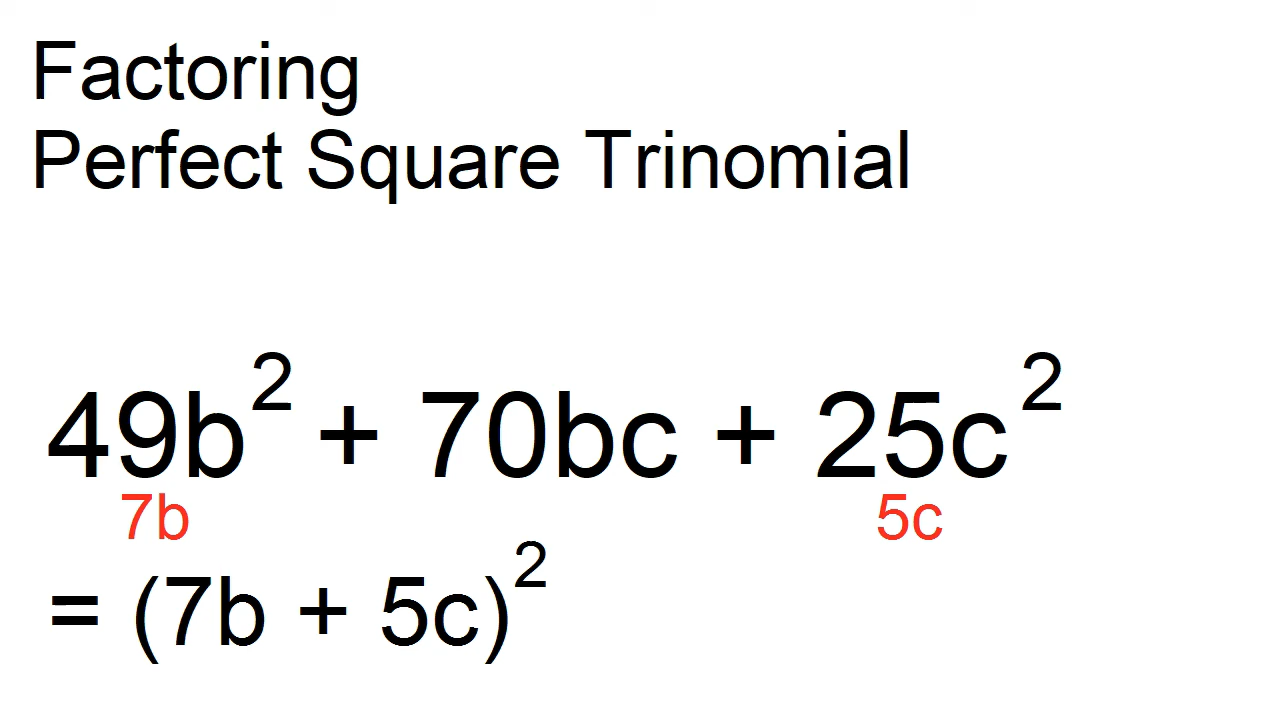 Factoring
Perfect Square Trinomial
49b² + 70bc + 25c²
7b 5c
= (7b + 5c)²